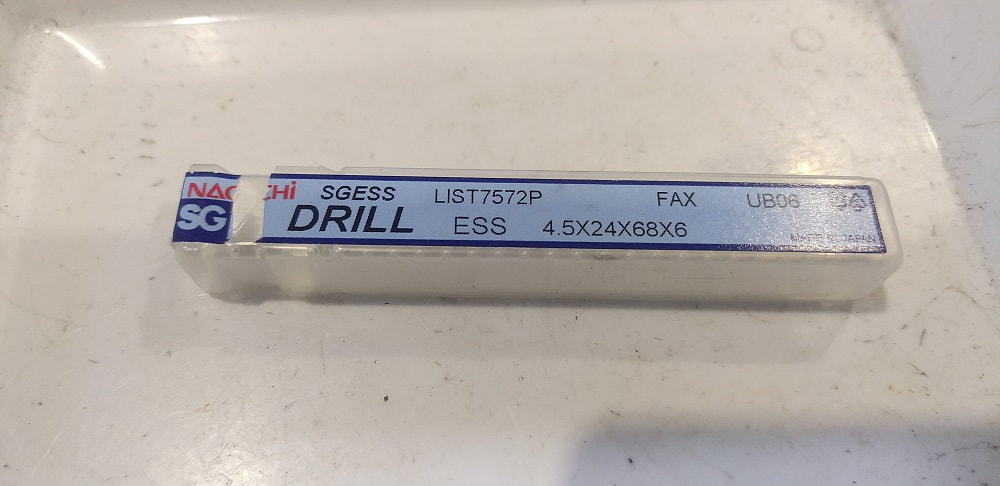 NACHI SGESS LIST7572P FAX UB06
SG DRILL ESS 4.5X24X68X6
MADE IN JAPAN